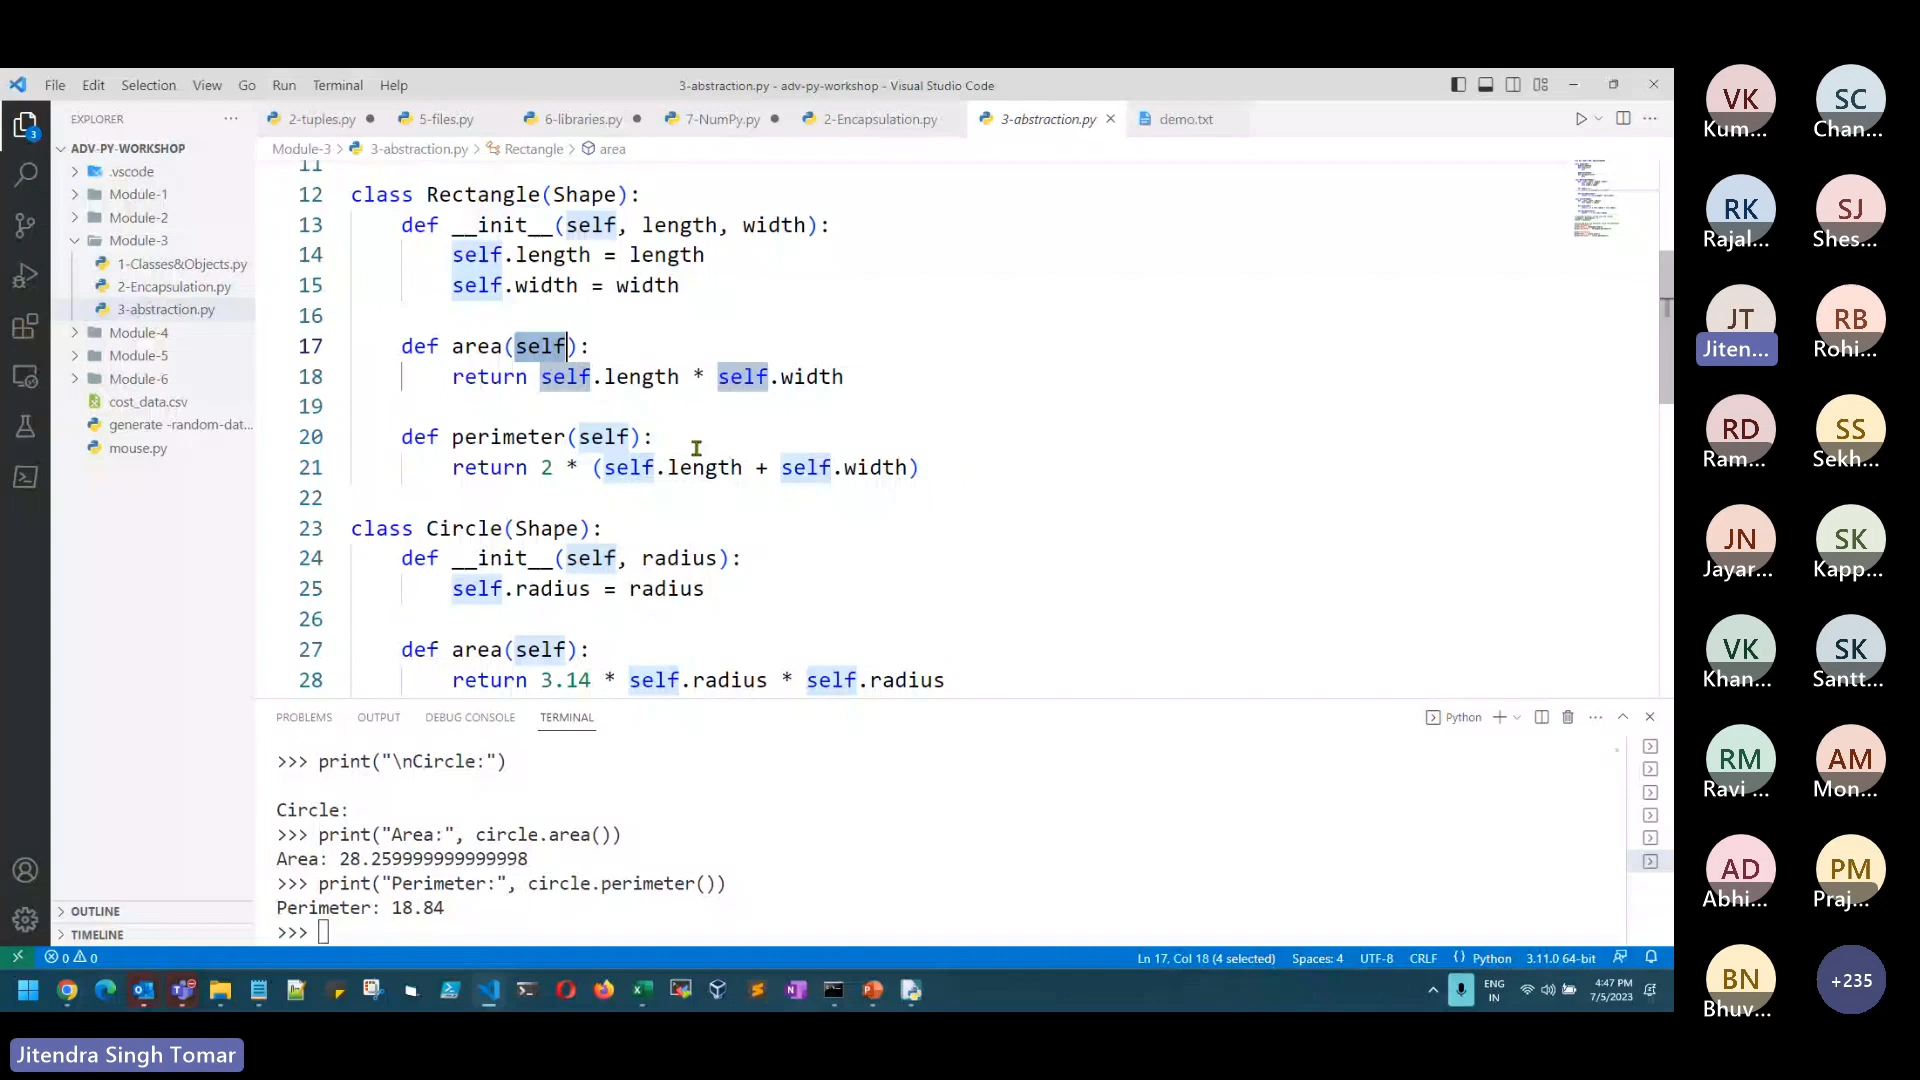 File Edit Selection View Go Run Terminal Help
3-abstraction.py - adv-py-workshop - Visual Studio Code
EXPLORER
2-tuples.py
5-files.py
6-libraries.py
7-NumPy.py
2-Encapsulation.py
3-abstraction.py
demo.txt
Module-3 > 3-abstraction.py > Rectangle > area
3
ADV-PY-WORKSHOP
.vscode
Module-1
Module-2
Module-3
1-Classes&Objects.py
2-Encapsulation.py
3-abstraction.py
Module-4
Module-5
Module-6
cost_data.csv
generate -random-dat...
mouse.py
OUTLINE
TIMELINE
11
12 class Rectangle(Shape):
13 def __init__(self, length, width):
14 self.length = length
15 self.width = width
16
17 def area(self):
18 return self.length * self.width
19
20 def perimeter(self):
21 return 2 * (self.length + self.width)
22
23 class Circle(Shape):
24 def __init__(self, radius):
25 self.radius = radius
26
27 def area(self):
28 return 3.14 * self.radius * self.radius
PROBLEMS OUTPUT DEBUG CONSOLE TERMINAL
Python
>>> print("\nCircle:")
Circle:
>>> print("Area:", circle.area())
Area: 28.259999999999998
>>> print("Perimeter:", circle.perimeter())
Perimeter: 18.84
>>>
0 0
Ln 17, Col 18 (4 selected) Spaces: 4 UTF-8 CRLF Python 3.11.0 64-bit
ENG
IN
4:47 PM
7/5/2023
Jitendra Singh Tomar
VK SC
Kum... Chan...
RK SJ
Rajal... Shes...
JT RB
Jiten... Rohi...
RD SS
Ram... Sekh...
JN SK
Jayar... Kapp...
VK SK
Khan... Santt...
RM AM
Ravi ... Mon...
AD PM
Abhi... Praj...
BN +235
Bhuv...